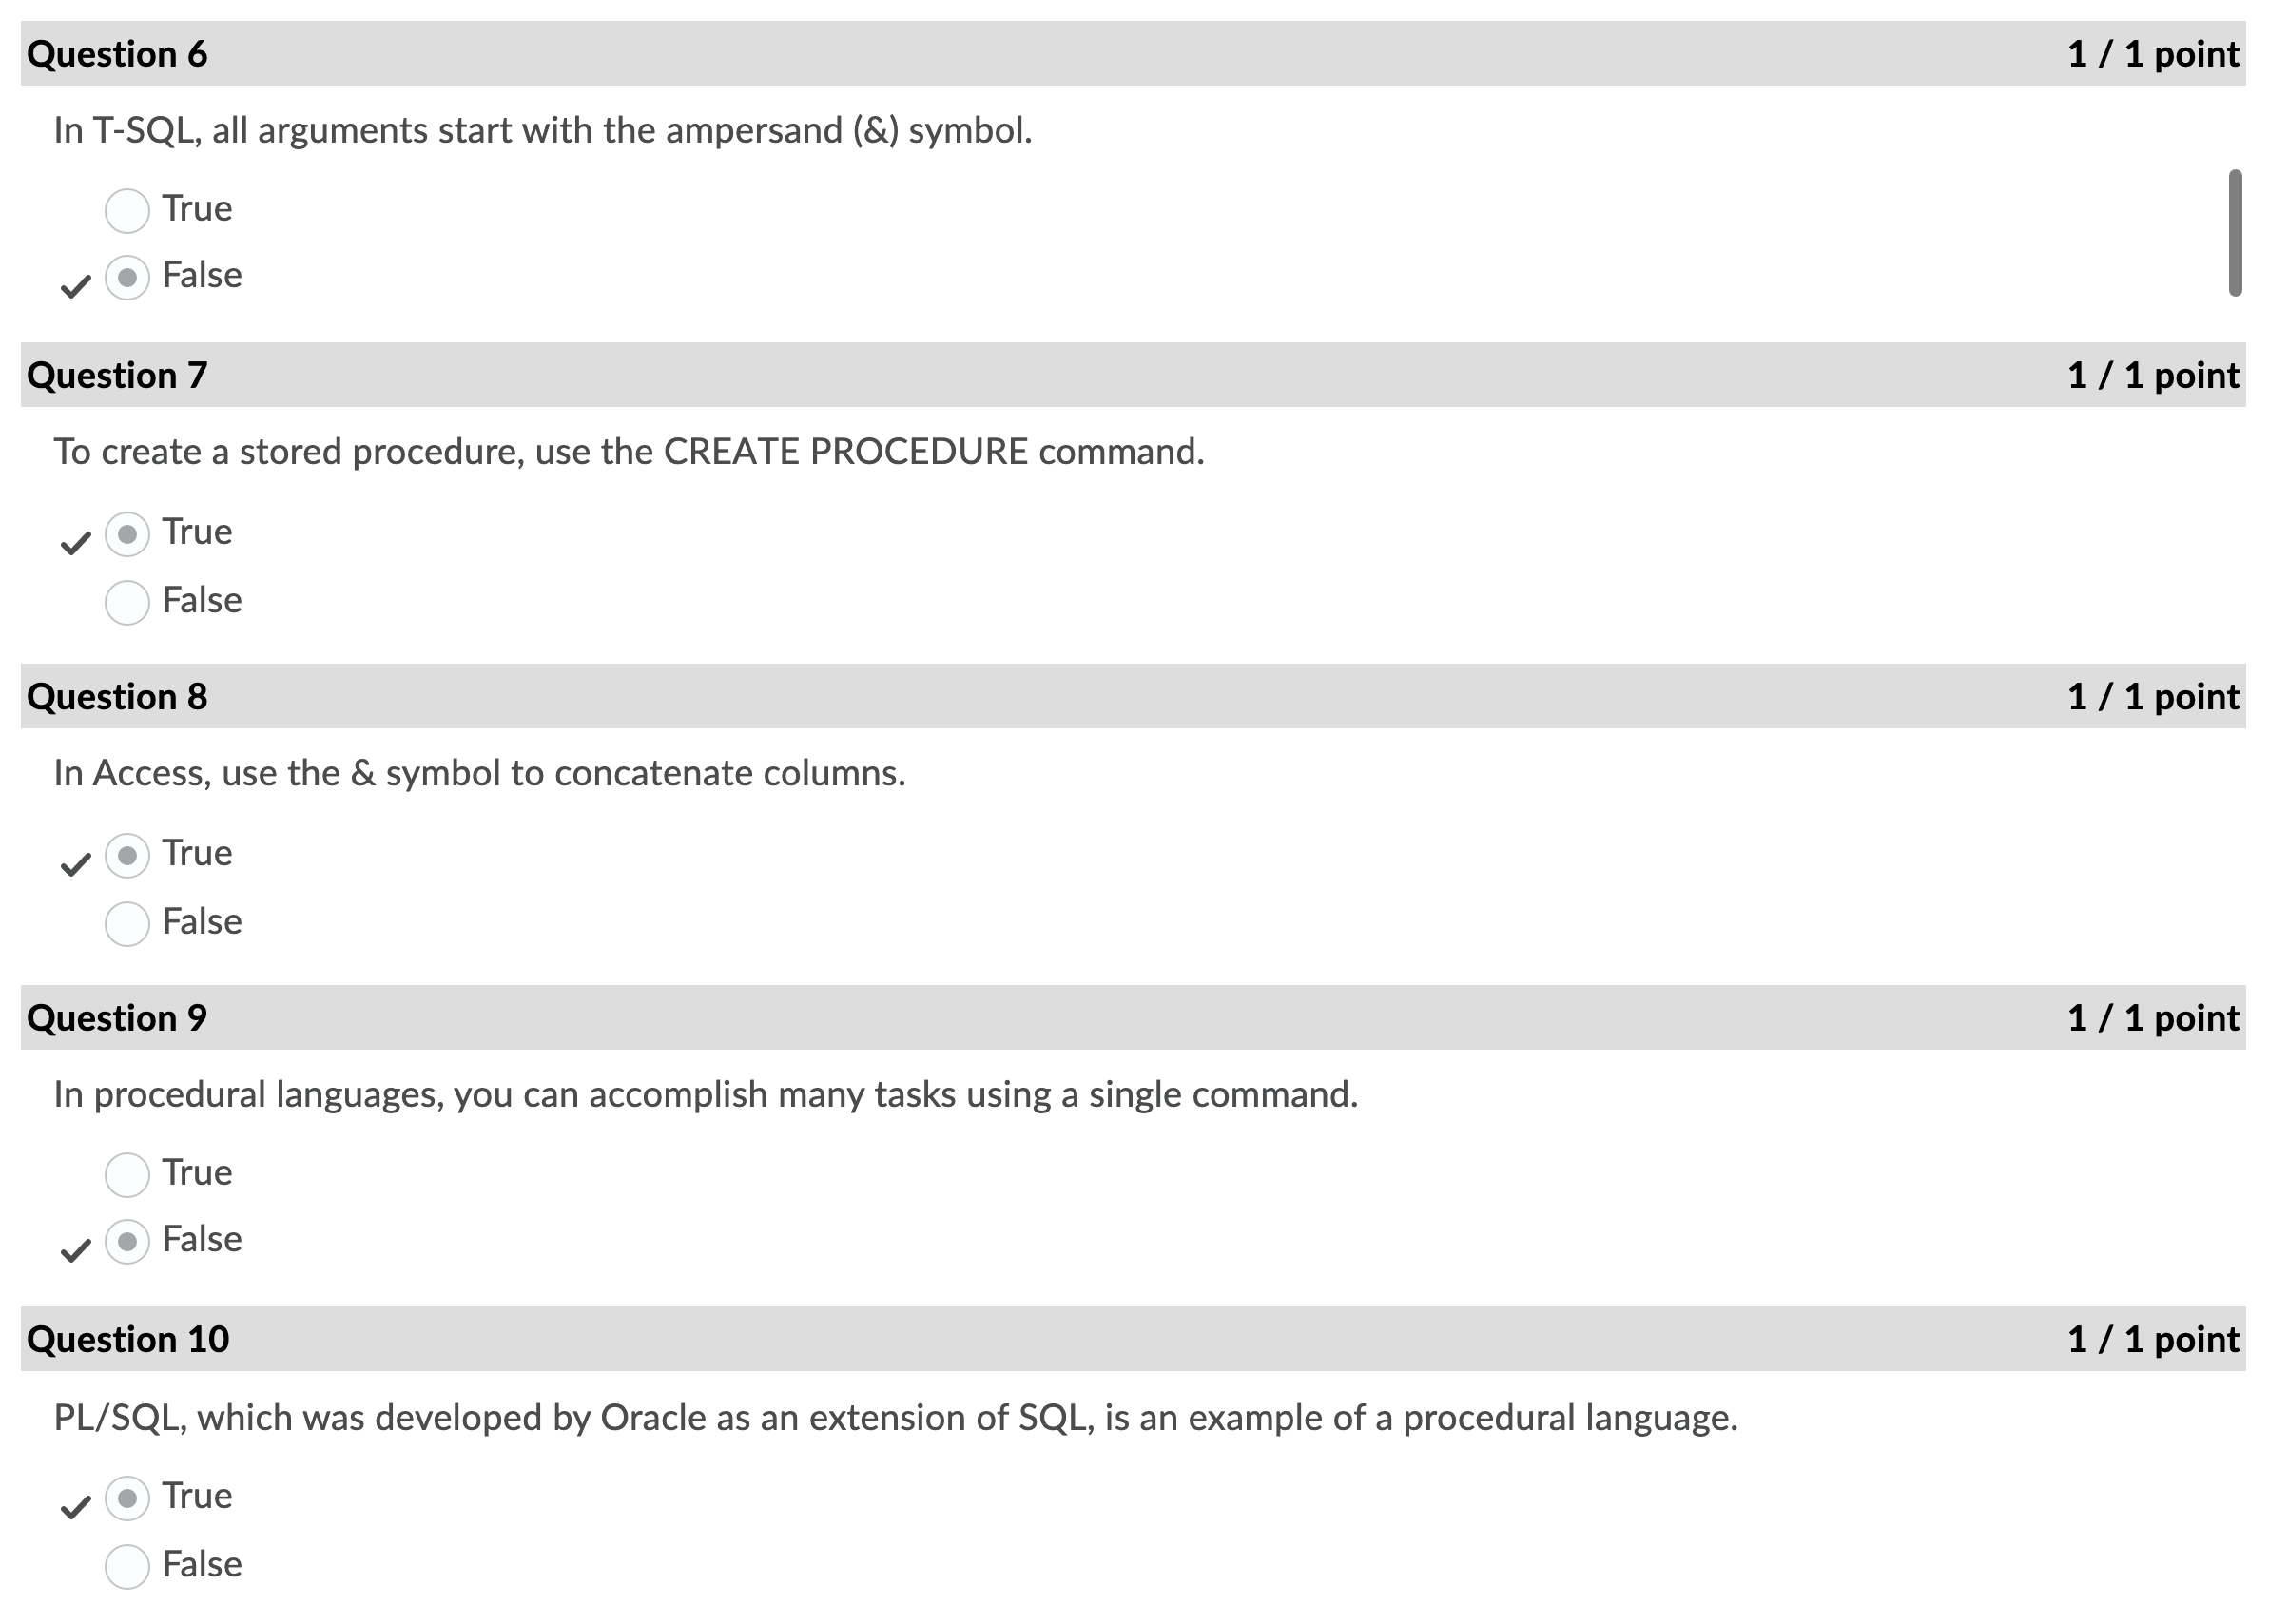 Question 6 1 / 1 point
In T-SQL, all arguments start with the ampersand (&) symbol.
True
False
Question 7 1 / 1 point
To create a stored procedure, use the CREATE PROCEDURE command.
True
False
Question 8 1 / 1 point
In Access, use the & symbol to concatenate columns.
True
False
Question 9 1 / 1 point
In procedural languages, you can accomplish many tasks using a single command.
True
False
Question 10 1 / 1 point
PL/SQL, which was developed by Oracle as an extension of SQL, is an example of a procedural language.
True
False